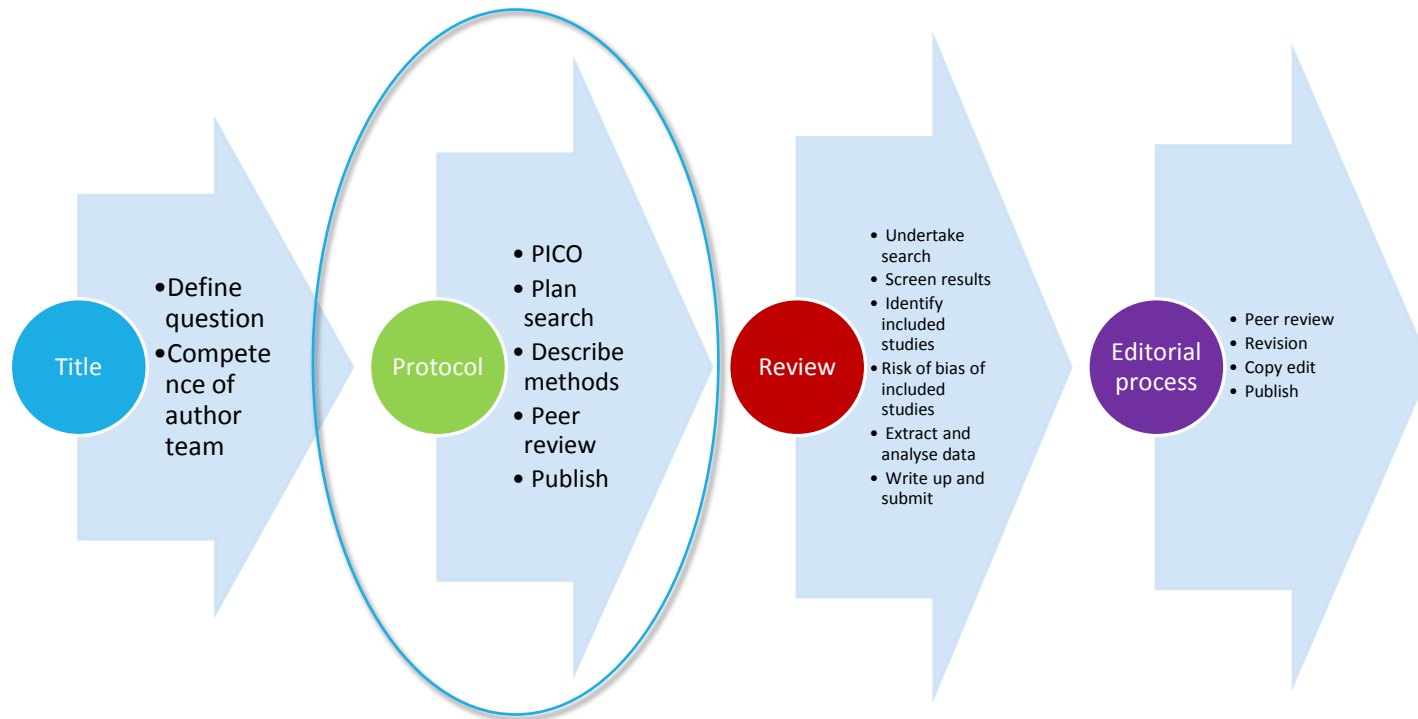 Title
•Define
question
•Compete
nce of
author
team
Protocol
• PICO
• Plan
search
• Describe
methods
• Peer
review
• Publish
Review
• Undertake
search
• Screen results
• Identify
included
studies
• Risk of bias of
included
studies
• Extract and
analyse data
• Write up and
submit
Editorial
process
• Peer review
• Revision
• Copy edit
• Publish